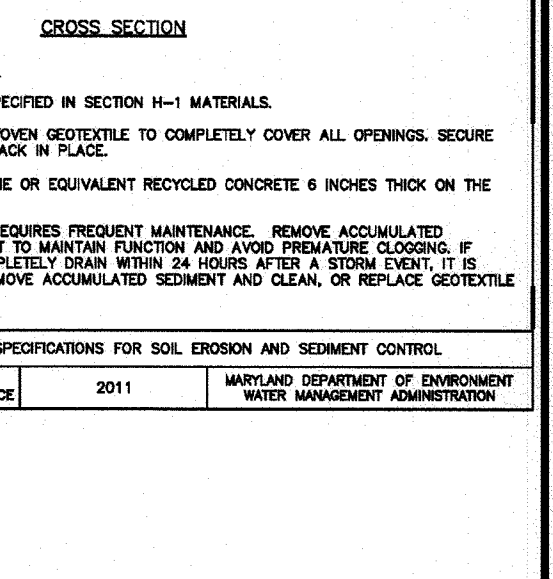 CROSS SECTION
PECIFIED IN SECTION H-1 MATERIALS.
OVEN GEOTEXTILE TO COMPLETELY COVER ALL OPENINGS. SECURE
ACK IN PLACE.
NE OR EQUIVALENT RECYCLED CONCRETE 6 INCHES THICK ON THE
EQUIRES FREQUENT MAINTENANCE. REMOVE ACCUMULATED
T TO MAINTAIN FUNCTION AND AVOID PREMATURE CLOGGING. IF
PLETELY DRAIN WITHIN 24 HOURS AFTER A STORM EVENT, IT IS
MOVE ACCUMULATED SEDIMENT AND CLEAN, OR REPLACE GEOTEXTILE
SPECIFICATIONS FOR SOIL EROSION AND SEDIMENT CONTROL
CE 2011 MARYLAND DEPARTMENT OF ENVIRONMENT
WATER MANAGEMENT ADMINISTRATION